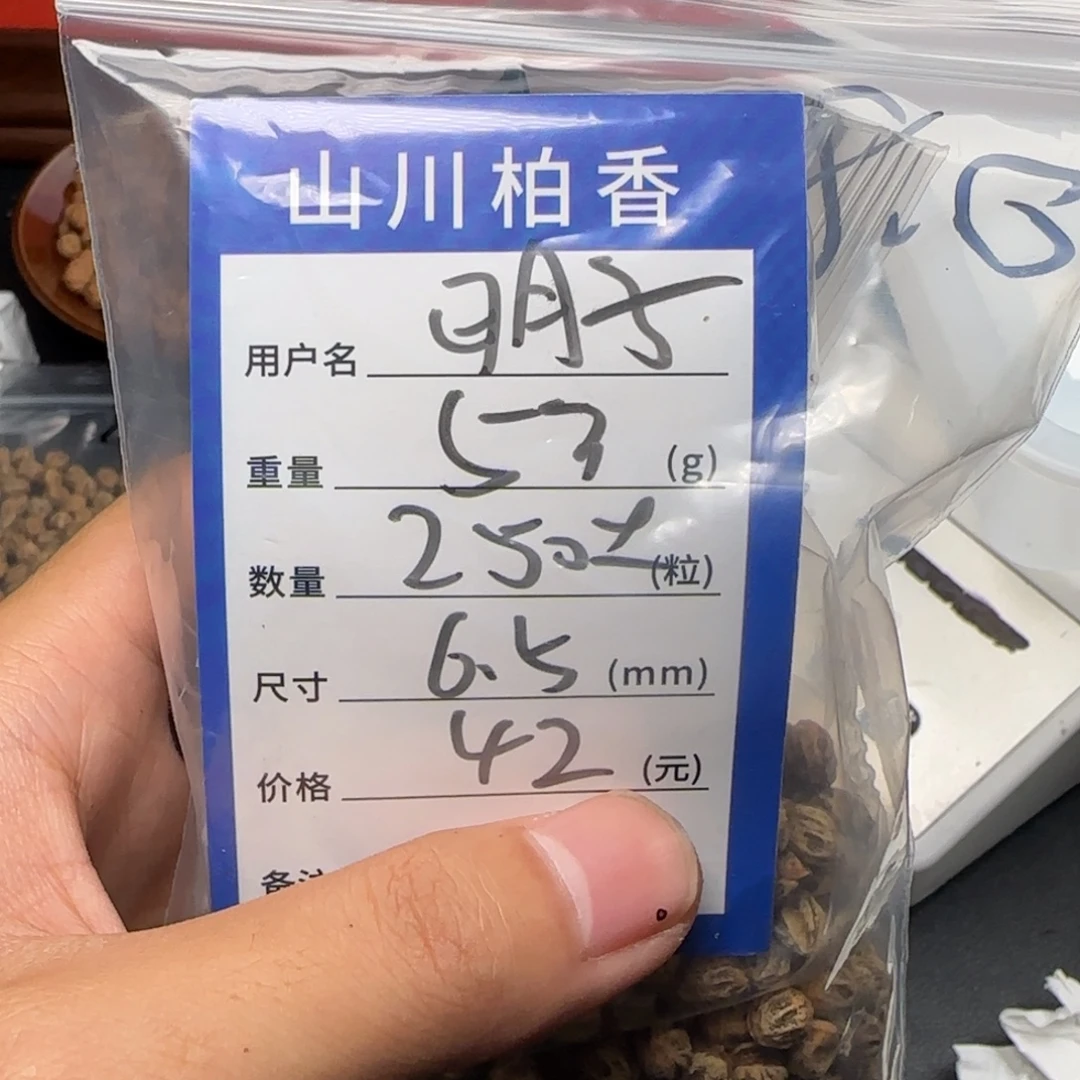 山川柏香
用户名 明子
重量 57 (g)
数量 250± (粒)
尺寸 6.5 (mm)
价格 42 (元)